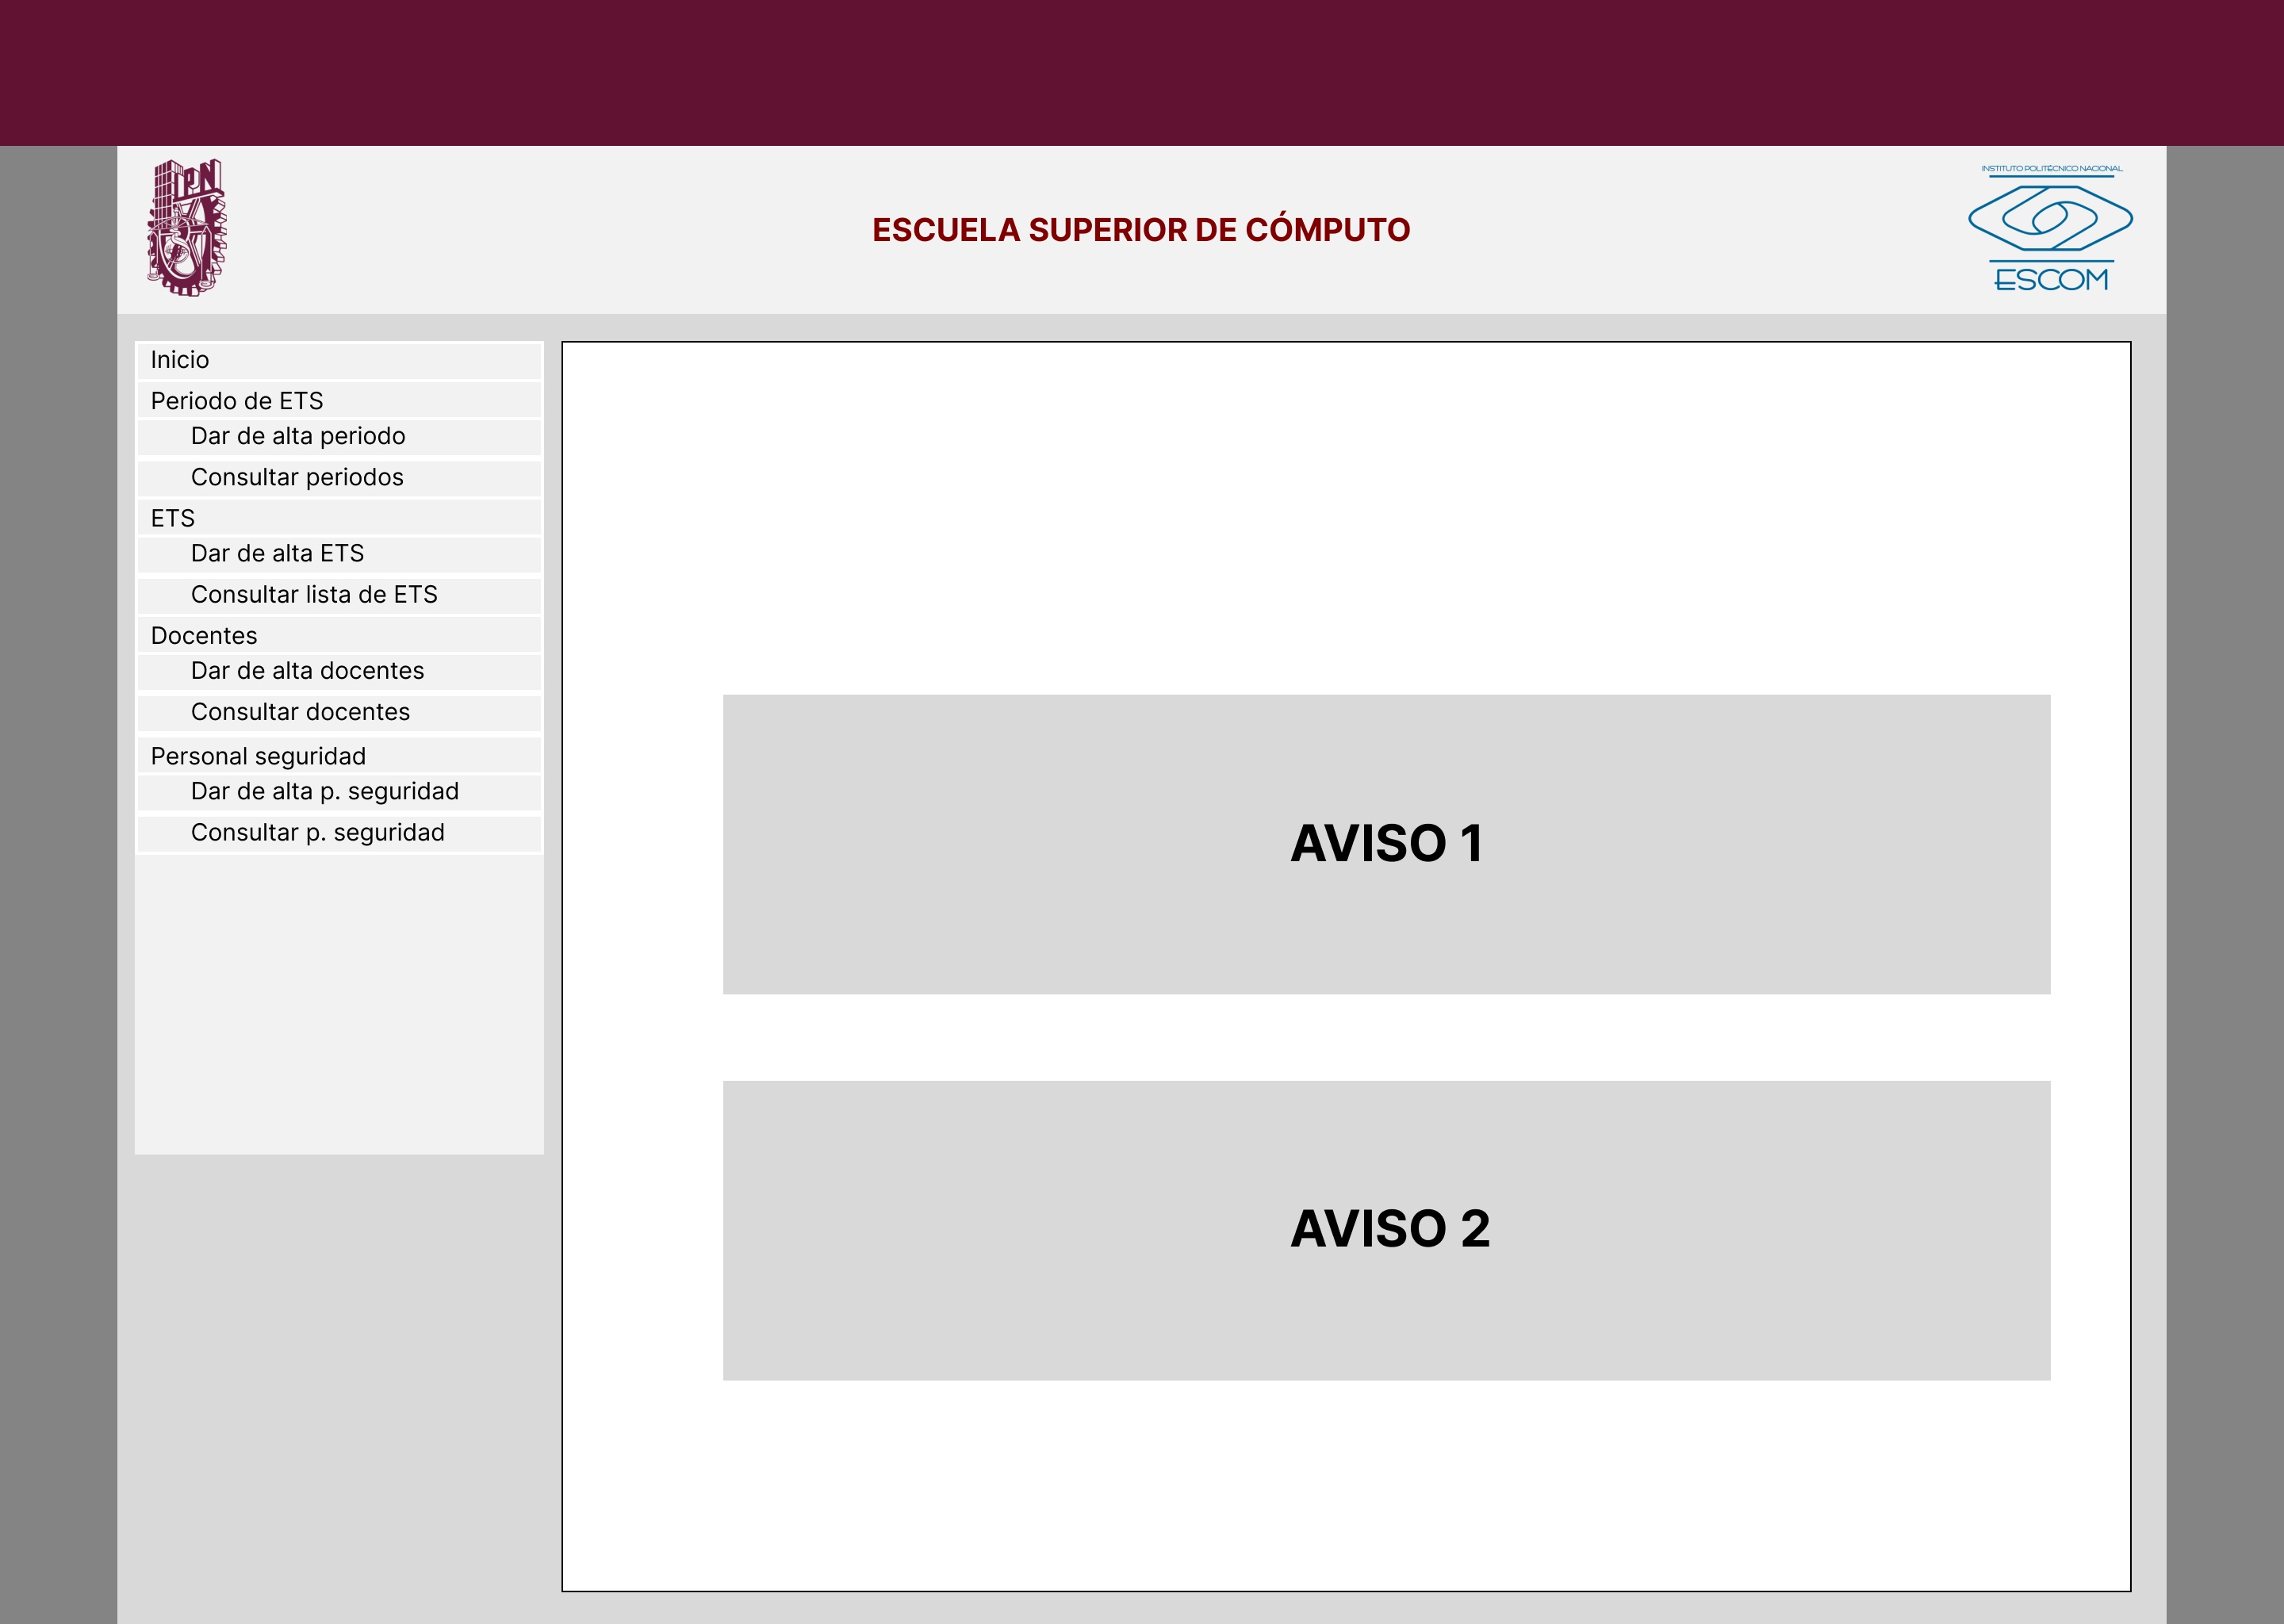 IPN
INSTITUTO POLITÉCNICO NACIONAL
ESCUELA SUPERIOR DE CÓMPUTO
ESCOM
Inicio
Periodo de ETS
Dar de alta periodo
Consultar periodos
ETS
Dar de alta ETS
Consultar lista de ETS
Docentes
Dar de alta docentes
Consultar docentes
Personal seguridad
Dar de alta p. seguridad
Consultar p. seguridad
AVISO 1
AVISO 2